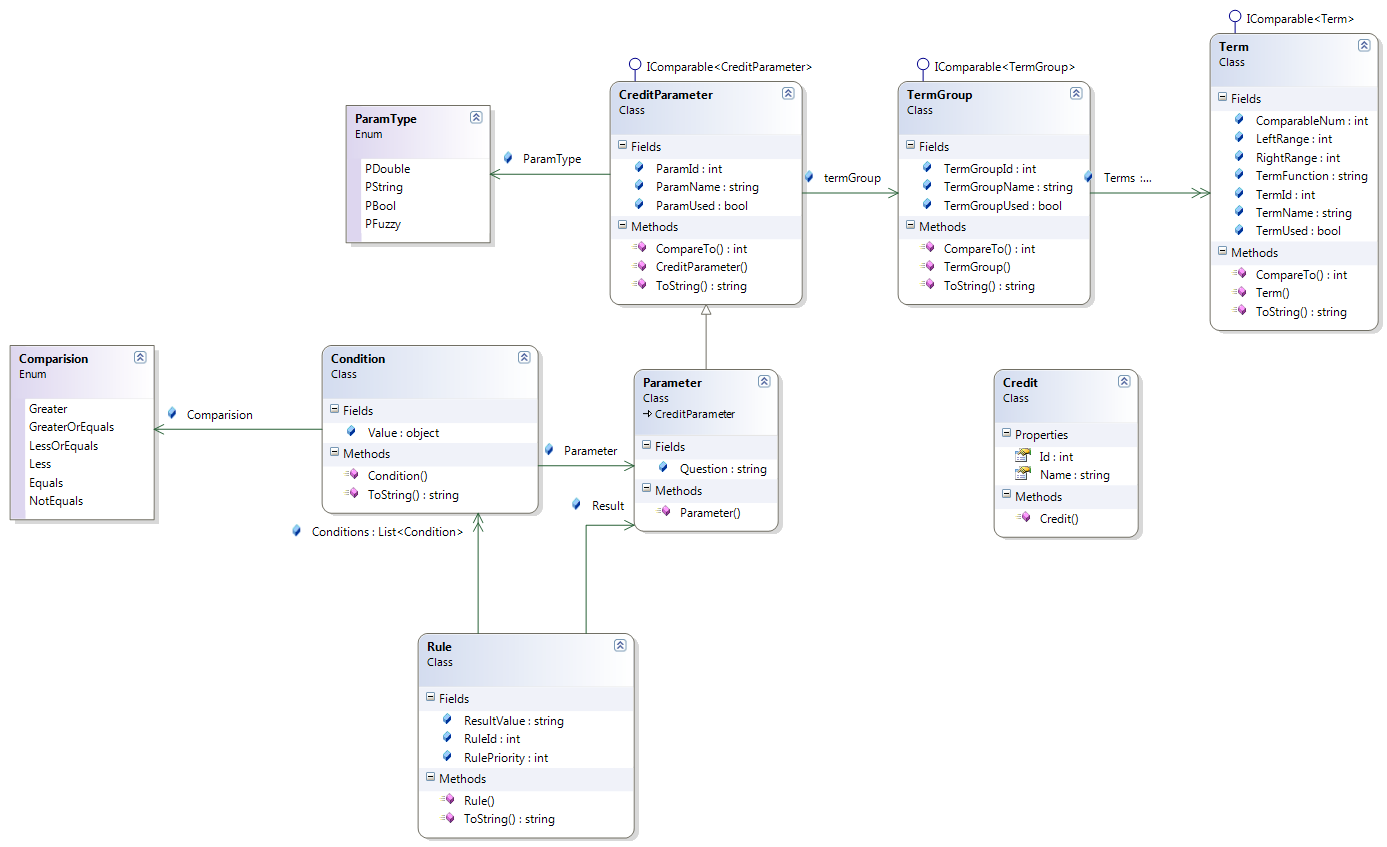 IComparable<Term>
Term
Class
Fields
ComparableNum : int
LeftRange : int
RightRange : int
TermFunction : string
TermId : int
TermName : string
TermUsed : bool
Methods
CompareTo() : int
Term()
ToString() : string
IComparable<CreditParameter>
CreditParameter
Class
Fields
ParamId : int
ParamName : string
ParamUsed : bool
Methods
CompareTo() : int
CreditParameter()
ToString() : string
IComparable<TermGroup>
TermGroup
Class
Fields
TermGroupId : int
TermGroupName : string
TermGroupUsed : bool
Methods
CompareTo() : int
TermGroup()
ToString() : string
ParamType
Enum
PDouble
PString
PBool
PFuzzy
ParamType
termGroup
Terms :...
Comparision
Enum
Greater
GreaterOrEquals
LessOrEquals
Less
Equals
NotEquals
Comparision
Condition
Class
Fields
Value : object
Methods
Condition()
ToString() : string
Parameter
Result
Conditions : List<Condition>
Parameter
Class
CreditParameter
Fields
Question : string
Methods
Parameter()
Credit
Class
Properties
Id : int
Name : string
Methods
Credit()
Rule
Class
Fields
ResultValue : string
RuleId : int
RulePriority : int
Methods
Rule()
ToString() : string